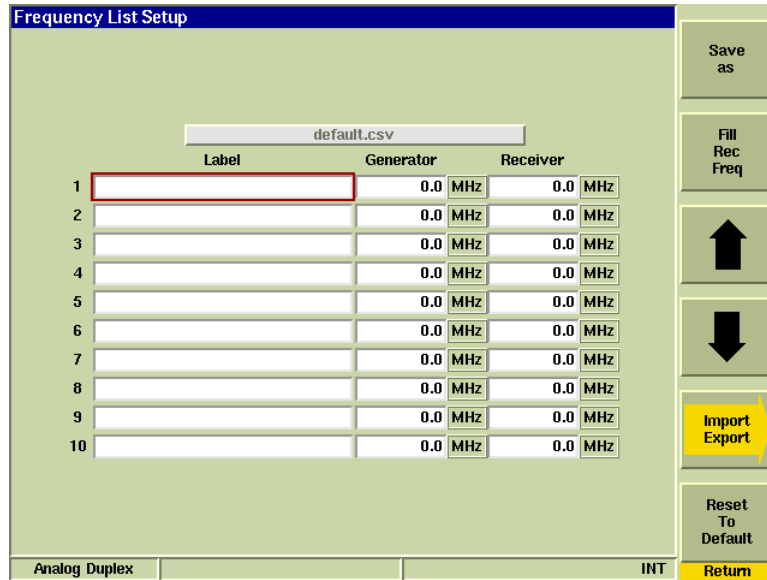 Frequency List Setup
default.csv
Label Generator Receiver
1 0.0 MHz 0.0 MHz
2 0.0 MHz 0.0 MHz
3 0.0 MHz 0.0 MHz
4 0.0 MHz 0.0 MHz
5 0.0 MHz 0.0 MHz
6 0.0 MHz 0.0 MHz
7 0.0 MHz 0.0 MHz
8 0.0 MHz 0.0 MHz
9 0.0 MHz 0.0 MHz
10 0.0 MHz 0.0 MHz
Analog Duplex INT
Save
as
Fill
Rec
Freq
Import
Export
Reset
To
Default
Return